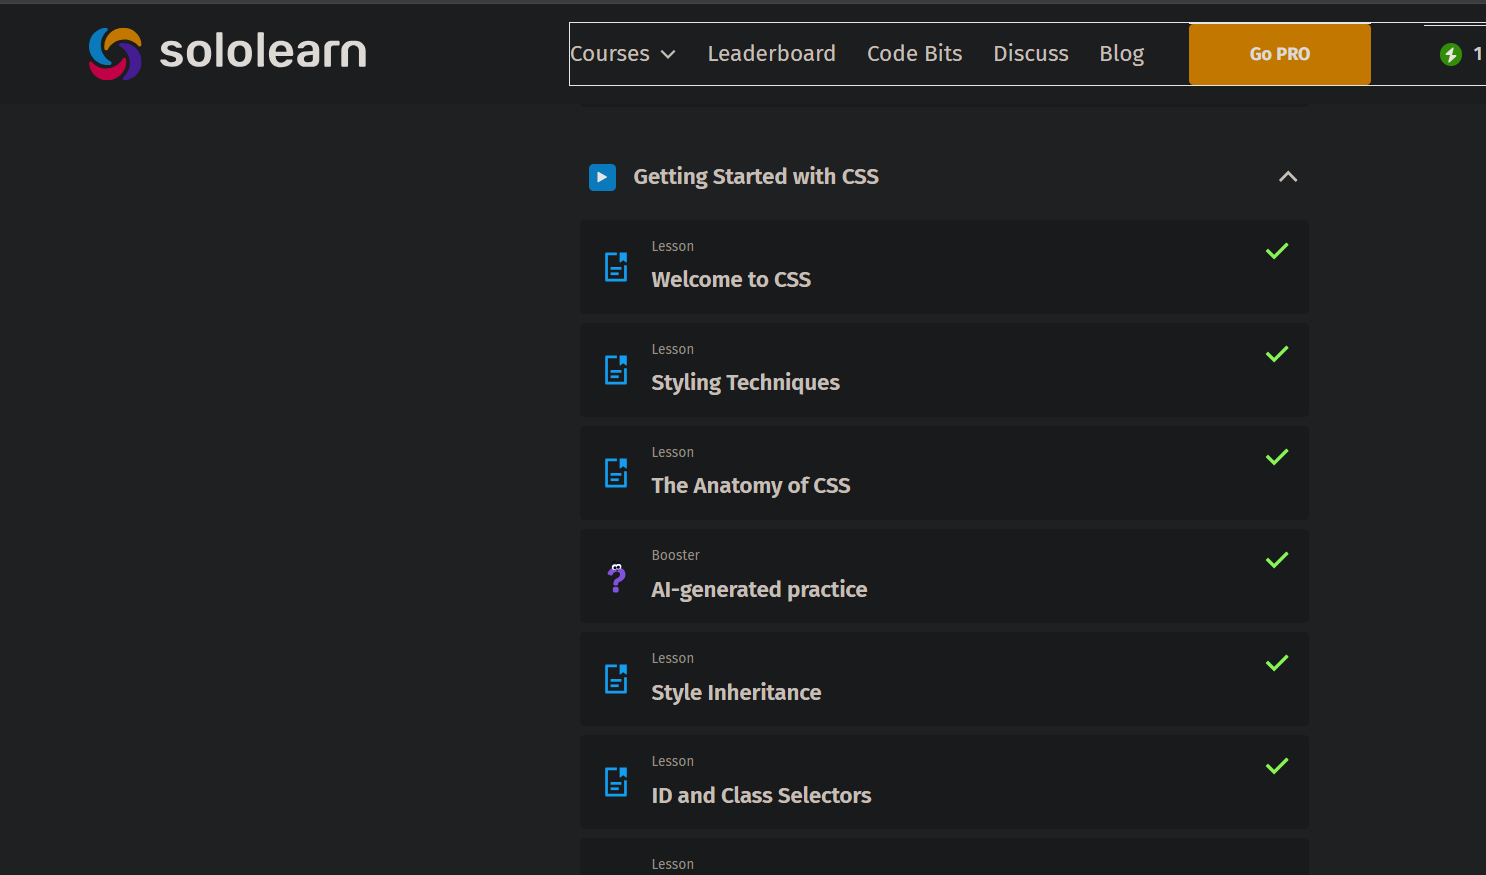 sololearn
Courses Leaderboard Code Bits Discuss Blog Go PRO 1
Getting Started with CSS
Lesson
Welcome to CSS
Lesson
Styling Techniques
Lesson
The Anatomy of CSS
Booster
AI-generated practice
Lesson
Style Inheritance
Lesson
ID and Class Selectors
Lesson